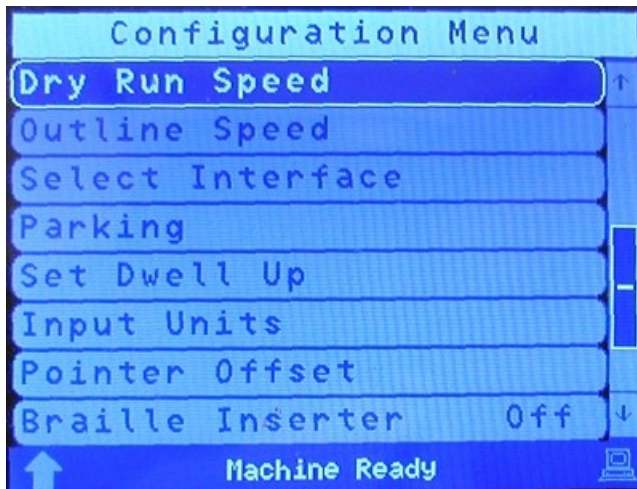 Configuration Menu
Dry Run Speed
Outline Speed
Select Interface
Parking
Set Dwell Up
Input Units
Pointer Offset
Braille Inserter Off
Machine Ready